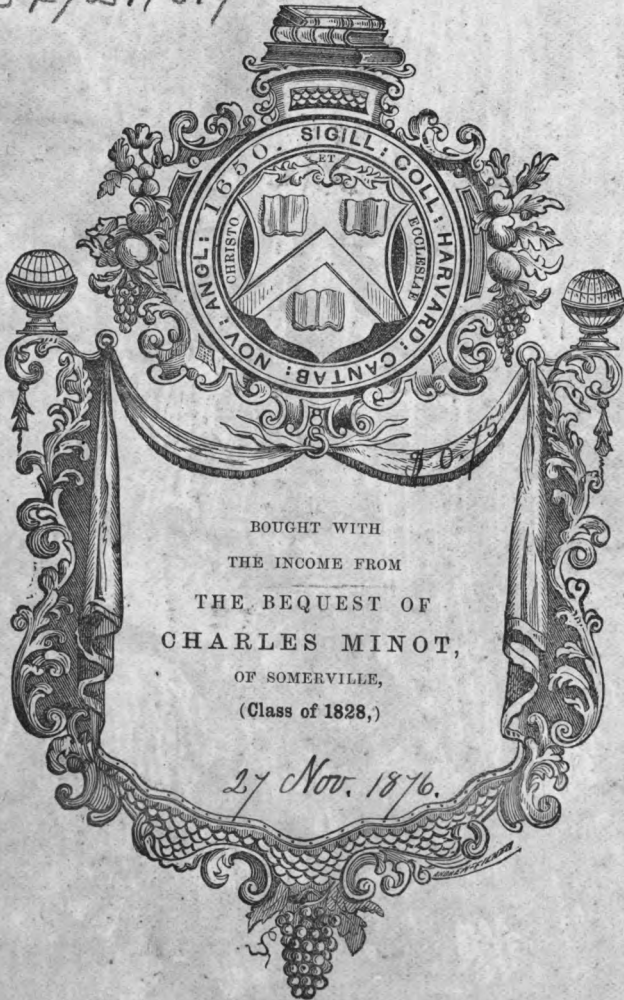 SIGILL: COLL: HARVARD: CANTAB: NOV: ANGL: 1650.
ET
CHRISTO
ECCLESIAE
BOUGHT WITH
THE INCOME FROM
THE BEQUEST OF
CHARLES MINOT,
OF SOMERVILLE,
(Class of 1828,)
27 Nov. 1876.